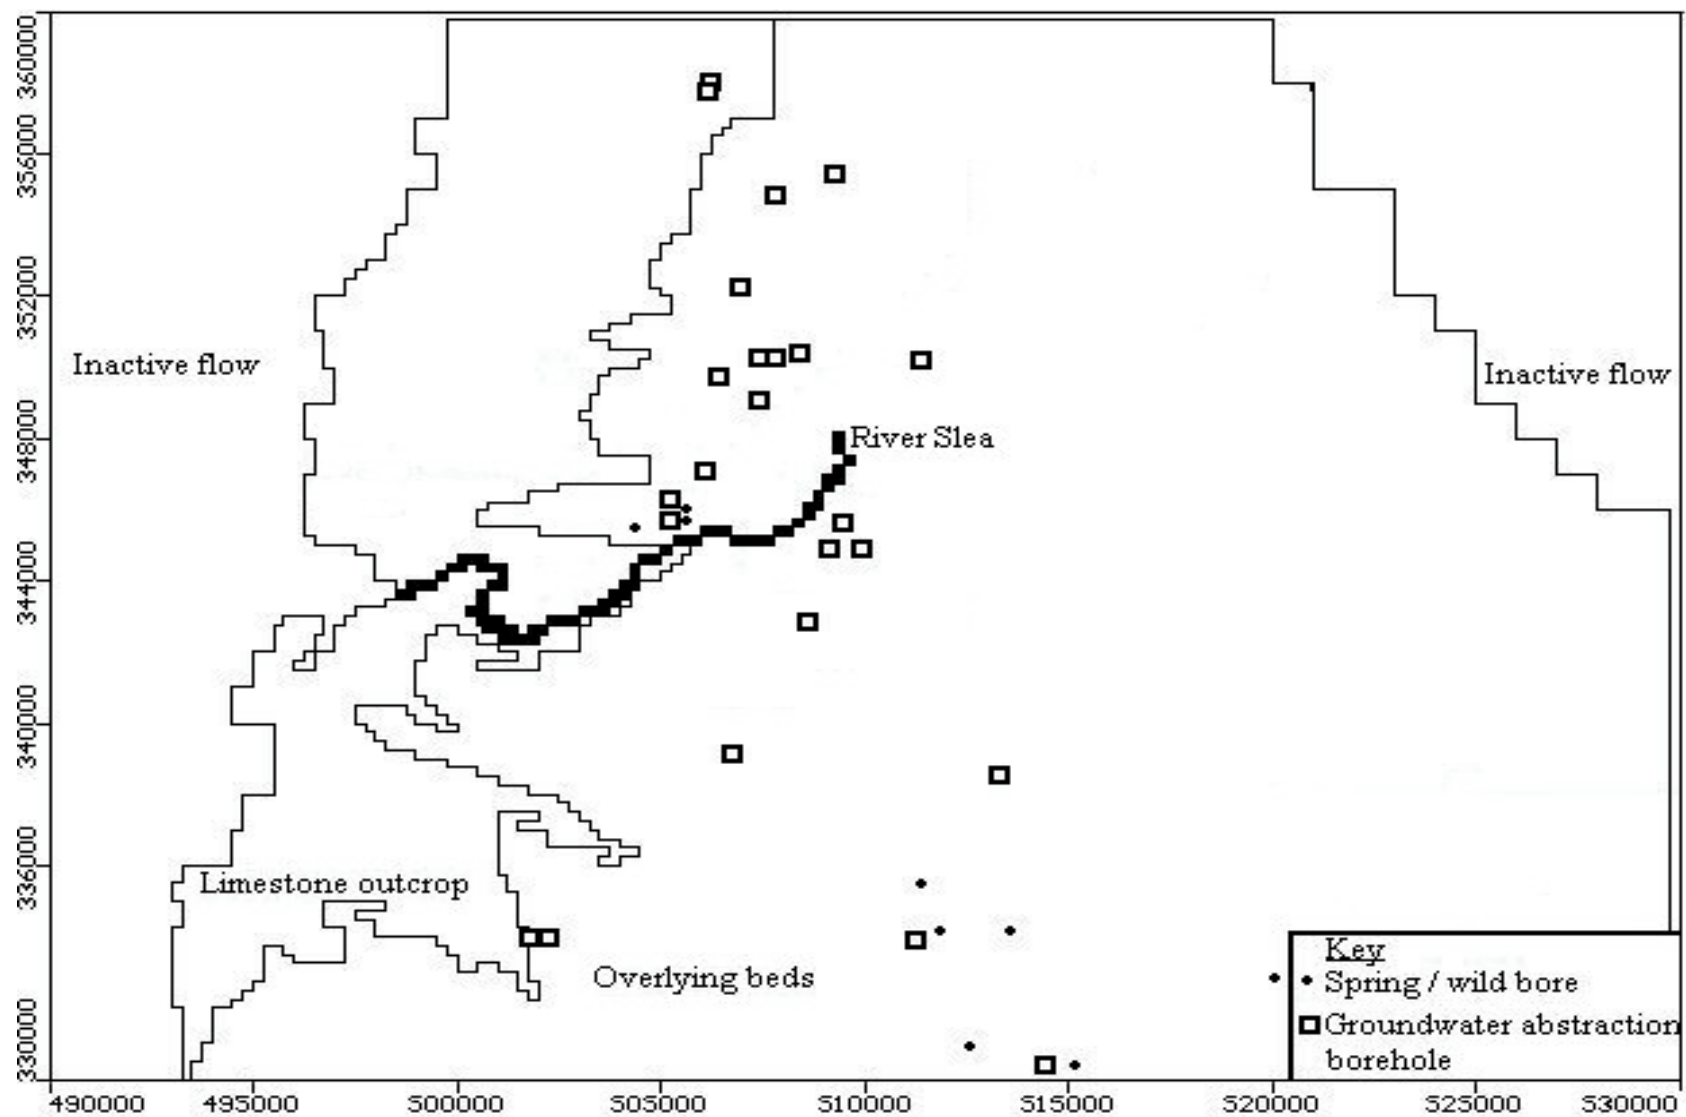 360000
356000
352000
348000
344000
340000
336000
330000
Inactive flow
Inactive flow
River Slea
Limestone outcrop
Overlying beds
Key
Spring / wild bore
Groundwater abstraction
borehole
490000 495000 500000 505000 510000 515000 520000 525000 530000